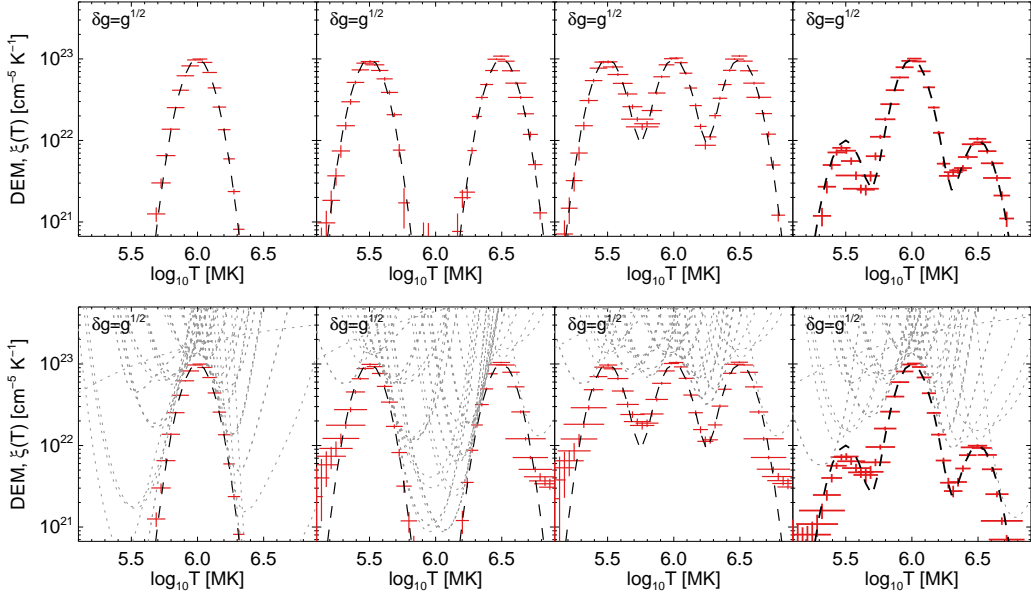 δg=g^1/2 δg=g^1/2 δg=g^1/2 δg=g^1/2
DEM, ξ(T) [cm^-5 K^-1]
10^23
10^22
10^21
5.5 6.0 6.5 5.5 6.0 6.5 5.5 6.0 6.5 5.5 6.0 6.5
log₁₀T [MK] log₁₀T [MK] log₁₀T [MK] log₁₀T [MK]
δg=g^1/2 δg=g^1/2 δg=g^1/2 δg=g^1/2
DEM, ξ(T) [cm^-5 K^-1]
10^23
10^22
10^21
5.5 6.0 6.5 5.5 6.0 6.5 5.5 6.0 6.5 5.5 6.0 6.5
log₁₀T [MK] log₁₀T [MK] log₁₀T [MK] log₁₀T [MK]